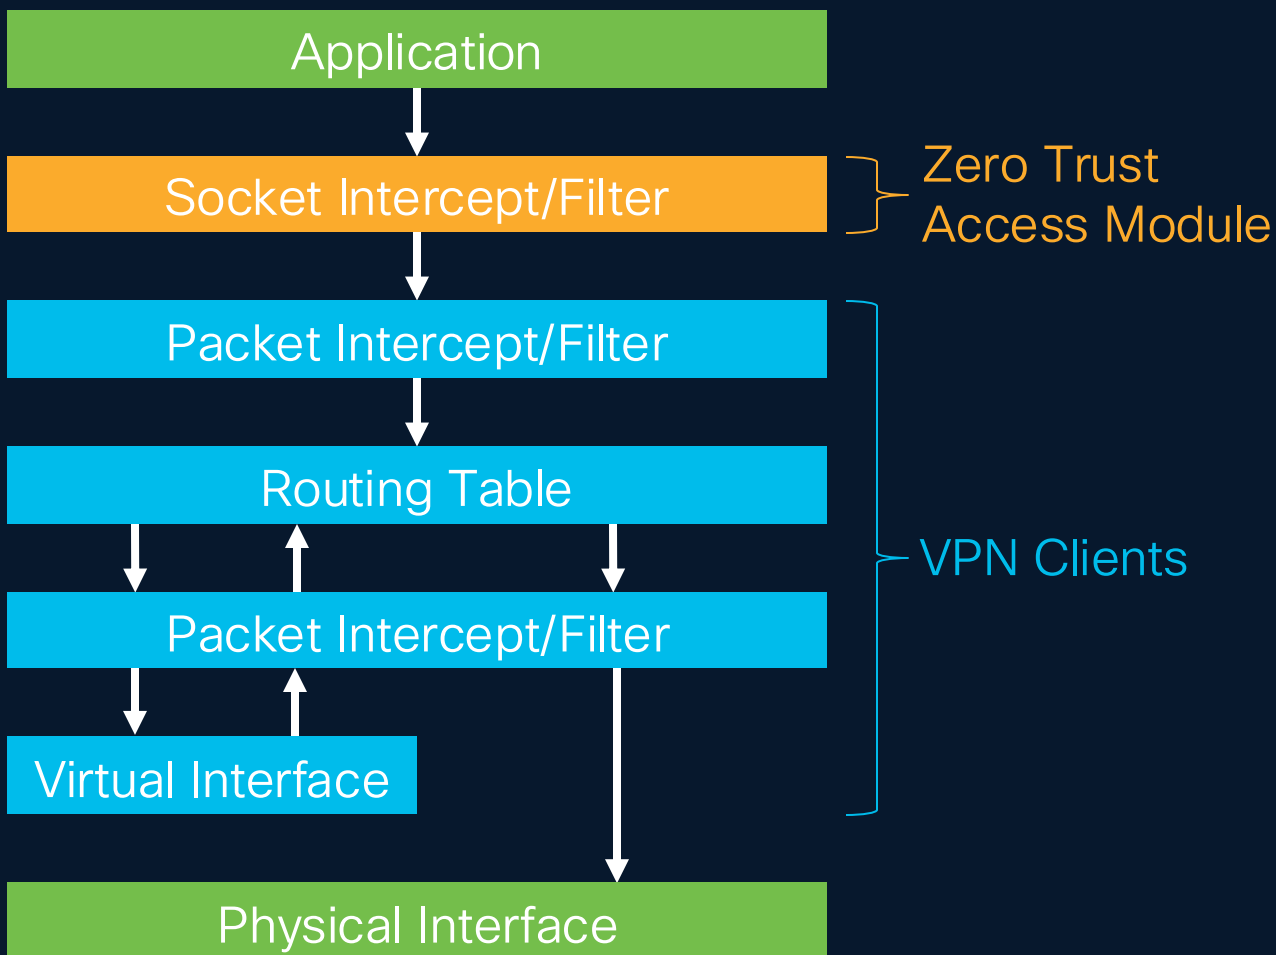 Application
Socket Intercept/Filter
Zero Trust
Access Module
Packet Intercept/Filter
Routing Table
VPN Clients
Packet Intercept/Filter
Virtual Interface
Physical Interface